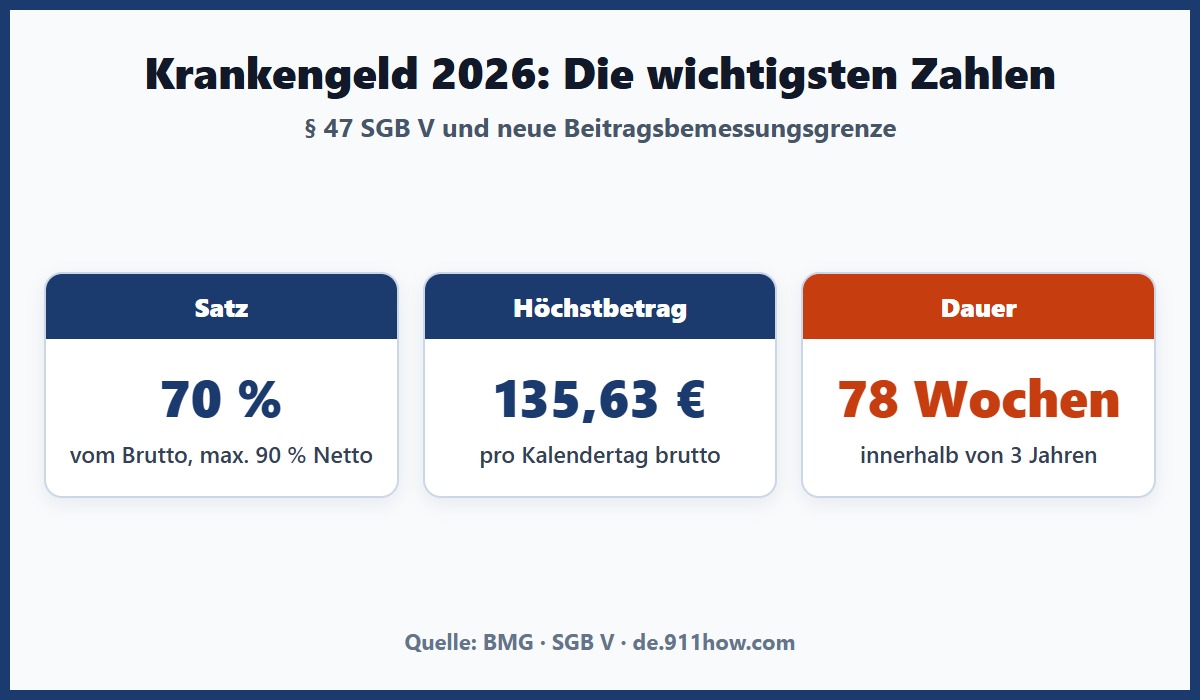 Krankengeld 2026: Die wichtigsten Zahlen
§ 47 SGB V und neue Beitragsbemessungsgrenze
Satz
70 %
vom Brutto, max. 90 % Netto
Höchstbetrag
135,63 €
pro Kalendertag brutto
Dauer
78 Wochen
innerhalb von 3 Jahren
Quelle: BMG · SGB V · de.911how.com